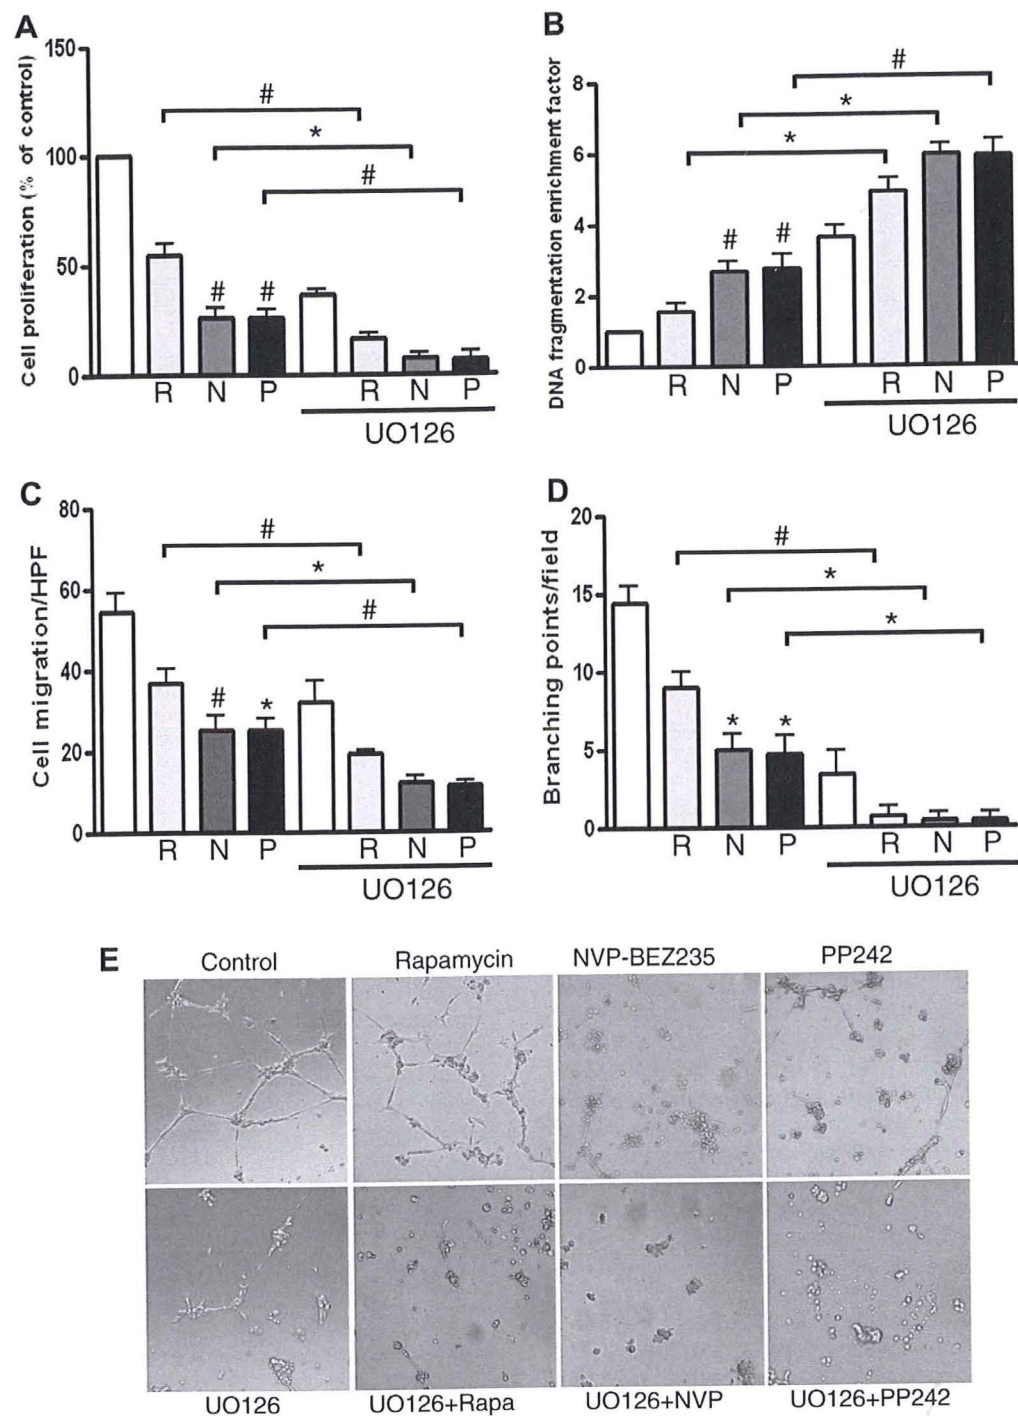 A
Cell proliferation (% of control)
150
100
50
0
#
*
#
# #
R N P R N P
UO126
B
DNA fragmentation enrichment factor
8
6
4
2
0
#
*
*
# #
R N P R N P
UO126
C
Cell migration/HPF
80
60
40
20
0
#
*
#
# *
R N P R N P
UO126
D
Branching points/field
20
15
10
5
0
#
*
*
* *
R N P R N P
UO126
E
Control Rapamycin NVP-BEZ235 PP242
UO126 UO126+Rapa UO126+NVP UO126+PP242